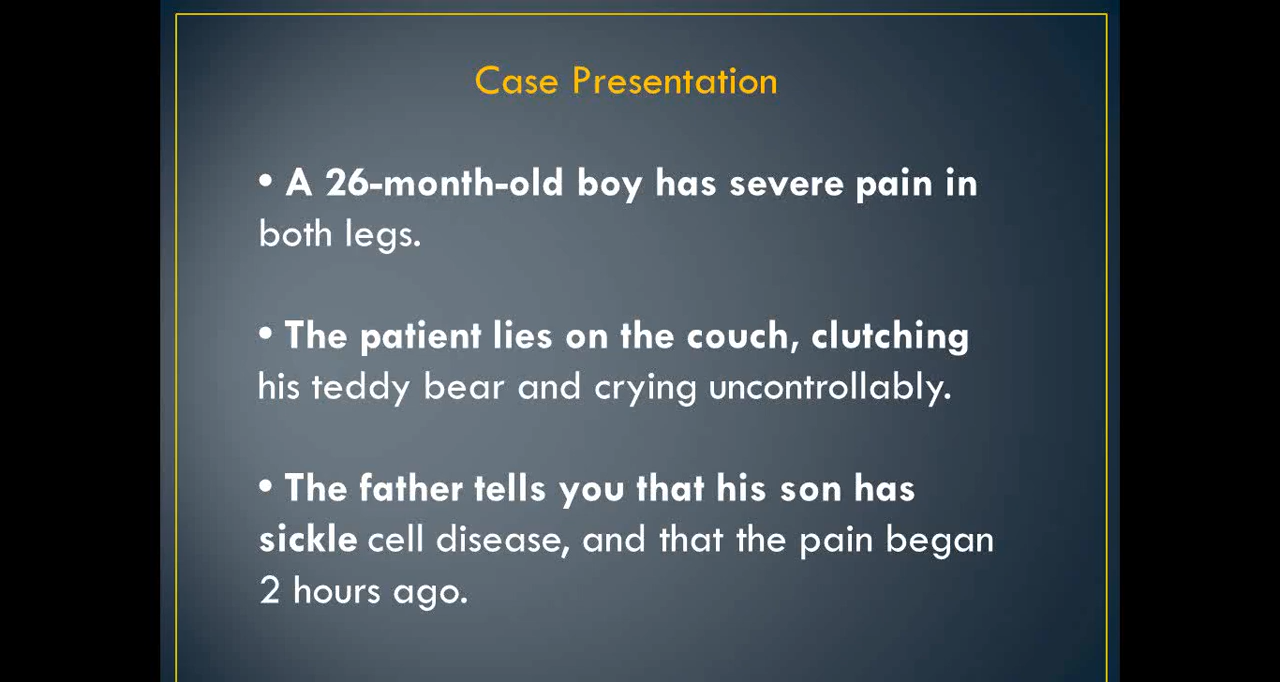 Case Presentation
• A 26-month-old boy has severe pain in
both legs.
• The patient lies on the couch, clutching
his teddy bear and crying uncontrollably.
• The father tells you that his son has
sickle cell disease, and that the pain began
2 hours ago.